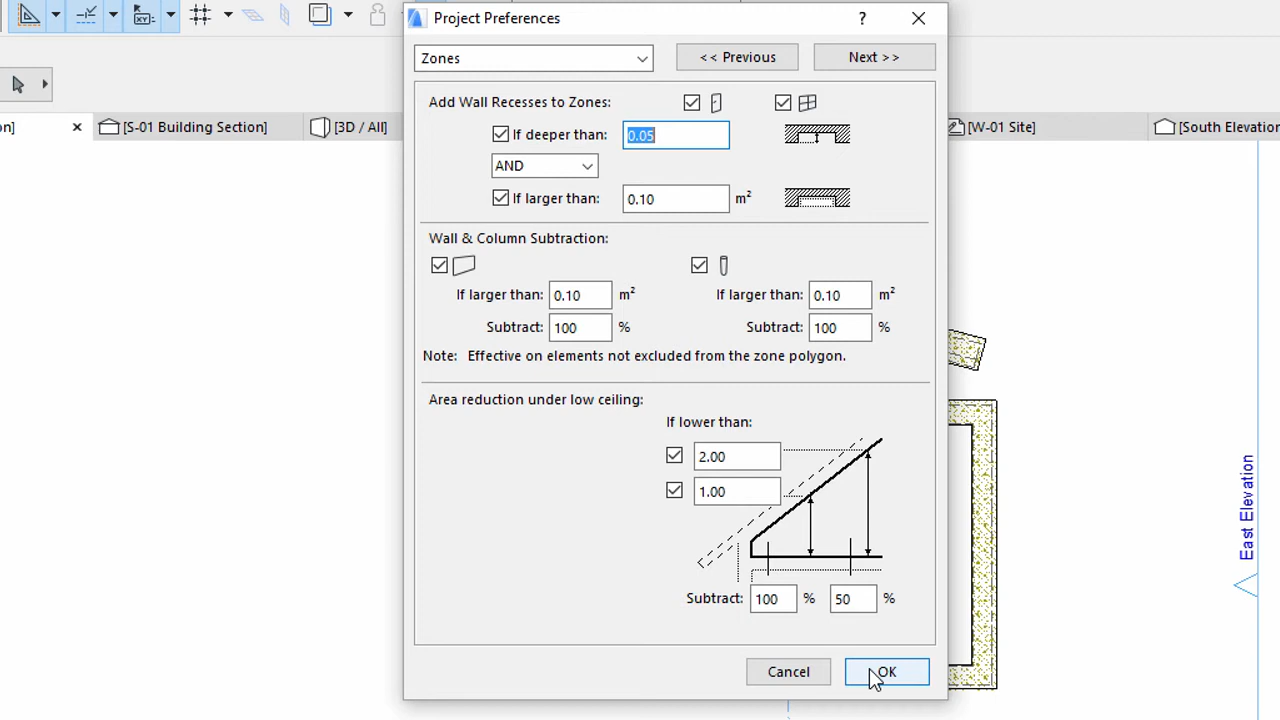 Project Preferences
?
Zones
<< Previous
Next >>
on]
[S-01 Building Section]
[3D / All]
[W-01 Site]
[South Elevation
Add Wall Recesses to Zones:
If deeper than: 0.05
AND
If larger than: 0.10 m²
Wall & Column Subtraction:
If larger than: 0.10 m²
If larger than: 0.10 m²
Subtract: 100 %
Subtract: 100 %
Note: Effective on elements not excluded from the zone polygon.
Area reduction under low ceiling:
If lower than:
2.00
1.00
Subtract: 100 % 50 %
East Elevation
Cancel
OK